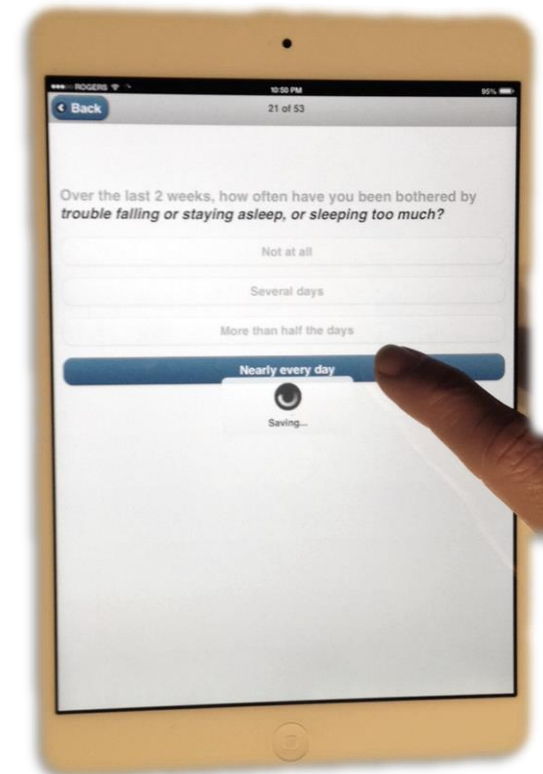 ROGERS 10:50 PM 95%
Back 21 of 53
Over the last 2 weeks, how often have you been bothered by
trouble falling or staying asleep, or sleeping too much?
Not at all
Several days
More than half the days
Nearly every day
Saving...